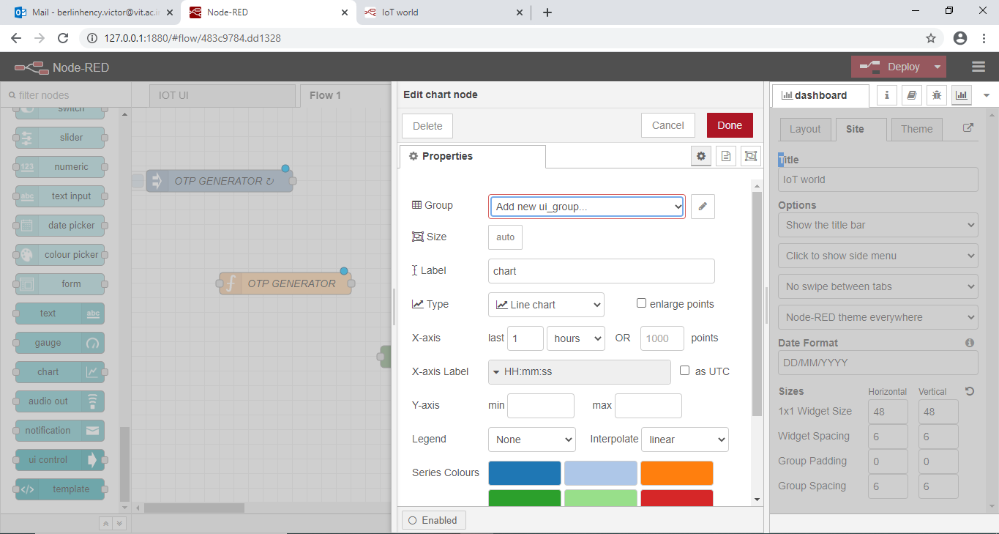 Mail - berlinhency.victor@vit.ac.i
Node-RED
IoT world
127.0.0.1:1880/#flow/483c9784.dd1328
Node-RED
Deploy
filter nodes
switch
slider
123 numeric
abc text input
date picker
colour picker
form
text abc
gauge
chart
audio out
notification
ui control
</> template
IOT UI
Flow 1
OTP GENERATOR ↻
f OTP GENERATOR
Edit chart node
Delete
Cancel
Done
Properties
Group
Add new ui_group...
Size
auto
Label
chart
Type
Line chart
enlarge points
X-axis
last 1 hours OR 1000 points
X-axis Label
HH:mm:ss
as UTC
Y-axis
min
max
Legend
None
Interpolate linear
Series Colours
Enabled
dashboard
i
Layout
Site
Theme
Title
IoT world
Options
Show the title bar
Click to show side menu
No swipe between tabs
Node-RED theme everywhere
Date Format
DD/MM/YYYY
Sizes Horizontal Vertical
1x1 Widget Size 48 48
Widget Spacing 6 6
Group Padding 0 0
Group Spacing 6 6